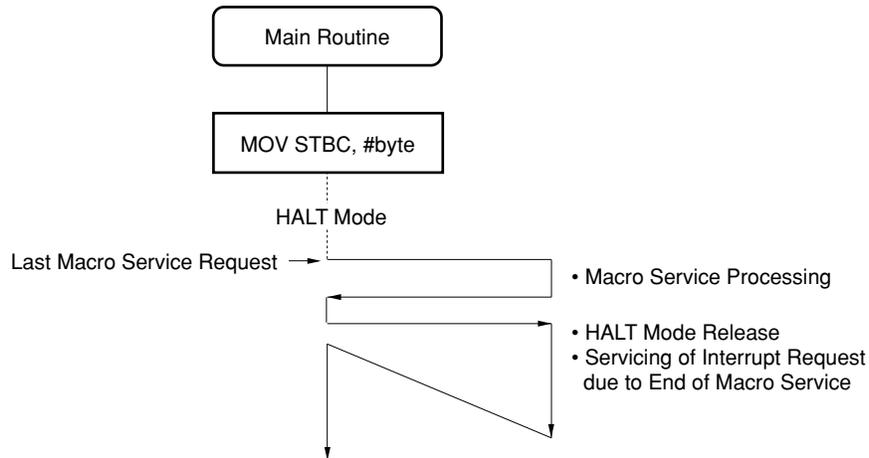 Main Routine
MOV STBC, #byte
HALT Mode
Last Macro Service Request
• Macro Service Processing
• HALT Mode Release
• Servicing of Interrupt Request
due to End of Macro Service